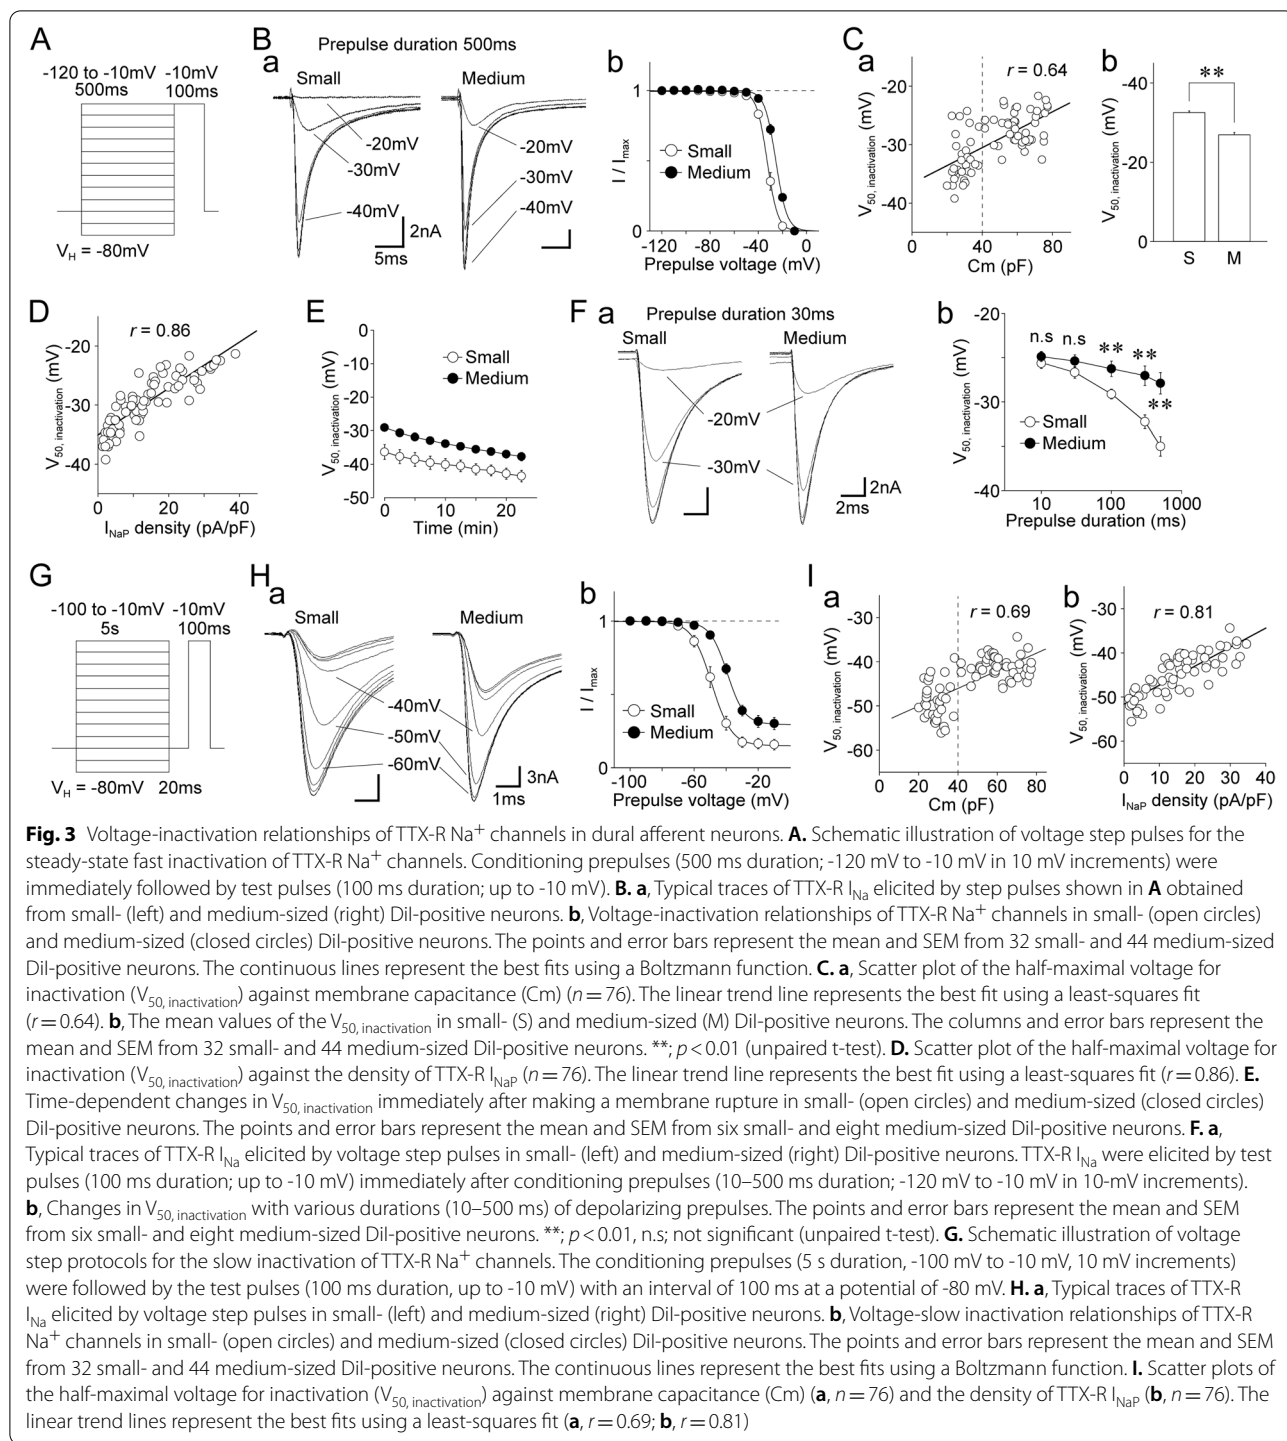 A
-120 to -10mV
500ms
-10mV
100ms
V_H = -80mV
B
Prepulse duration 500ms
a
Small
Medium
-20mV
-30mV
-40mV
2nA
5ms
-20mV
-30mV
-40mV
b
I / I_max
1
0
Small
Medium
-120
-80
-40
0
Prepulse voltage (mV)
C
a
r = 0.64
V_50, inactivation (mV)
-20
-30
-40
0
20
40
60
80
Cm (pF)
b
**
V_50, inactivation (mV)
-40
-20
0
S
M
D
r = 0.86
V_50, inactivation (mV)
-20
-30
-40
0
20
40
I_NaP density (pA/pF)
E
V_50, inactivation (mV)
0
-10
-20
-30
-40
-50
Small
Medium
0
10
20
Time (min)
F
a
Prepulse duration 30ms
Small
Medium
-20mV
-30mV
2nA
2ms
b
V_50, inactivation (mV)
-20
-30
-40
n.s
n.s
**
**
**
Small
Medium
10
100
1000
Prepulse duration (ms)
G
-100 to -10mV
5s
-10mV
100ms
V_H = -80mV
20ms
H
a
Small
Medium
-40mV
-50mV
-60mV
3nA
1ms
b
I / I_max
1
0
Small
Medium
-100
-60
-20
Prepulse voltage (mV)
I
a
r = 0.69
V_50, inactivation (mV)
-30
-40
-50
-60
0
20
40
60
80
Cm (pF)
b
r = 0.81
V_50, inactivation (mV)
-30
-40
-50
-60
0
10
20
30
40
I_NaP density (pA/pF)
Fig. 3 Voltage-inactivation relationships of TTX-R Na⁺ channels in dural afferent neurons. A. Schematic illustration of voltage step pulses for the
steady-state fast inactivation of TTX-R Na⁺ channels. Conditioning prepulses (500 ms duration; -120 mV to -10 mV in 10 mV increments) were
immediately followed by test pulses (100 ms duration; up to -10 mV). B. a, Typical traces of TTX-R I_Na elicited by step pulses shown in A obtained
from small- (left) and medium-sized (right) DiI-positive neurons. b, Voltage-inactivation relationships of TTX-R Na⁺ channels in small- (open circles)
and medium-sized (closed circles) DiI-positive neurons. The points and error bars represent the mean and SEM from 32 small- and 44 medium-sized
DiI-positive neurons. The continuous lines represent the best fits using a Boltzmann function. C. a, Scatter plot of the half-maximal voltage for
inactivation (V_50, inactivation) against membrane capacitance (Cm) (n = 76). The linear trend line represents the best fit using a least-squares fit
(r = 0.64). b, The mean values of the V_50, inactivation in small- (S) and medium-sized (M) DiI-positive neurons. The columns and error bars represent the
mean and SEM from 32 small- and 44 medium-sized DiI-positive neurons. **; p < 0.01 (unpaired t-test). D. Scatter plot of the half-maximal voltage for
inactivation (V_50, inactivation) against the density of TTX-R I_NaP (n = 76). The linear trend line represents the best fit using a least-squares fit (r = 0.86). E.
Time-dependent changes in V_50, inactivation immediately after making a membrane rupture in small- (open circles) and medium-sized (closed circles)
DiI-positive neurons. The points and error bars represent the mean and SEM from six small- and eight medium-sized DiI-positive neurons. F. a,
Typical traces of TTX-R I_Na elicited by voltage step pulses in small- (left) and medium-sized (right) DiI-positive neurons. TTX-R I_Na were elicited by test
pulses (100 ms duration; up to -10 mV) immediately after conditioning prepulses (10–500 ms duration; -120 mV to -10 mV in 10-mV increments).
b, Changes in V_50, inactivation with various durations (10–500 ms) of depolarizing prepulses. The points and error bars represent the mean and SEM
from six small- and eight medium-sized DiI-positive neurons. **; p < 0.01, n.s; not significant (unpaired t-test). G. Schematic illustration of voltage
step protocols for the slow inactivation of TTX-R Na⁺ channels. The conditioning prepulses (5 s duration, -100 mV to -10 mV, 10 mV increments)
were followed by the test pulses (100 ms duration, up to -10 mV) with an interval of 100 ms at a potential of -80 mV. H. a, Typical traces of TTX-R
I_Na elicited by voltage step pulses in small- (left) and medium-sized (right) DiI-positive neurons. b, Voltage-slow inactivation relationships of TTX-R
Na⁺ channels in small- (open circles) and medium-sized (closed circles) DiI-positive neurons. The points and error bars represent the mean and SEM
from 32 small- and 44 medium-sized DiI-positive neurons. The continuous lines represent the best fits using a Boltzmann function. I. Scatter plots of
the half-maximal voltage for inactivation (V_50, inactivation) against membrane capacitance (Cm) (a, n = 76) and the density of TTX-R I_NaP (b, n = 76). The
linear trend lines represent the best fits using a least-squares fit (a, r = 0.69; b, r = 0.81)